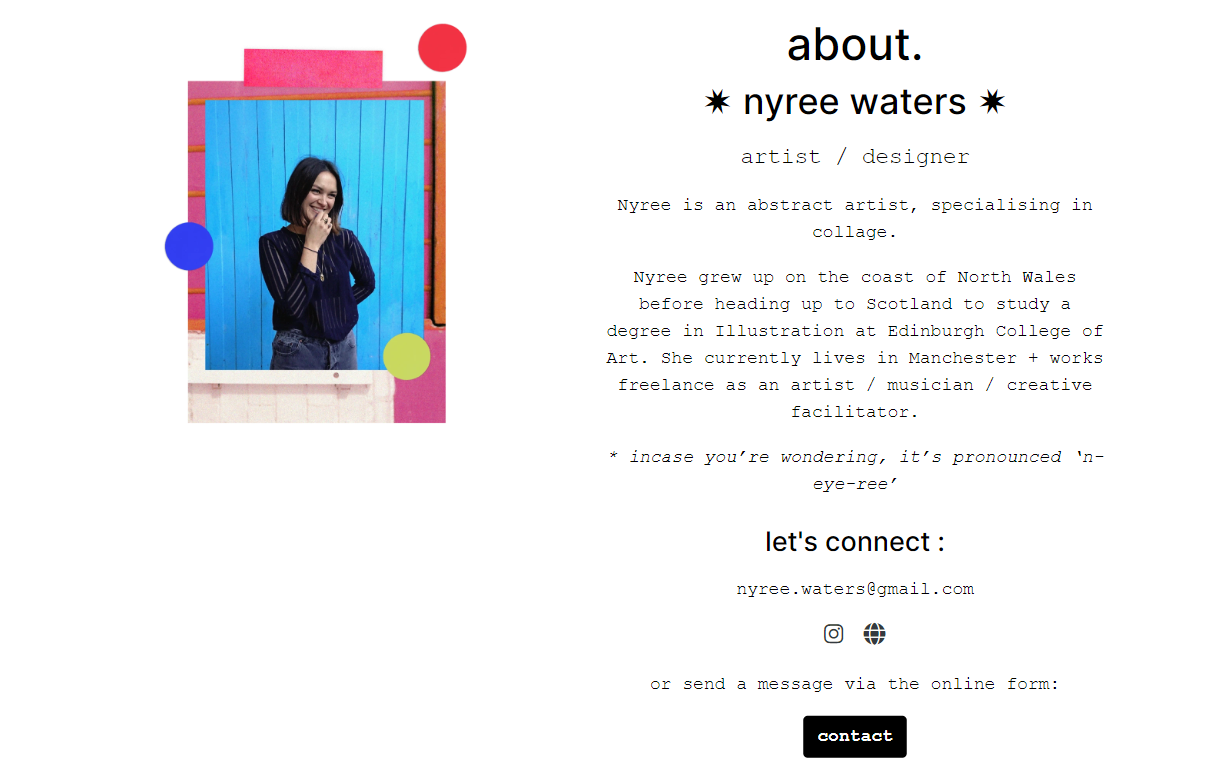 about.
✷ nyree waters ✷
artist / designer
Nyree is an abstract artist, specialising in
collage.
Nyree grew up on the coast of North Wales
before heading up to Scotland to study a
degree in Illustration at Edinburgh College of
Art. She currently lives in Manchester + works
freelance as an artist / musician / creative
facilitator.
* incase you’re wondering, it’s pronounced ‘n-
eye-ree’
let's connect :
nyree.waters@gmail.com
or send a message via the online form:
contact